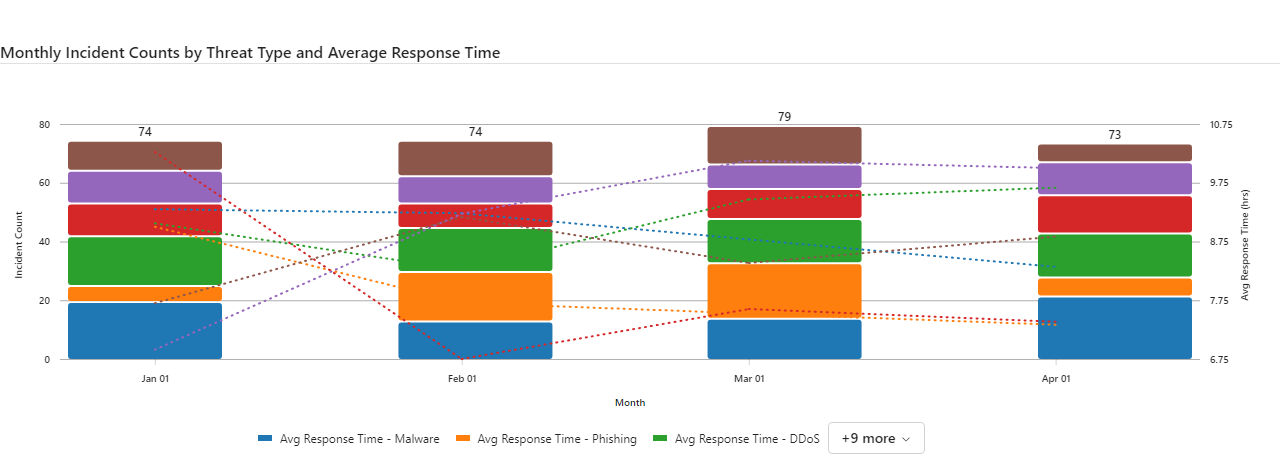 Monthly Incident Counts by Threat Type and Average Response Time
74
74
79
73
80
60
40
20
0
Incident Count
10.75
9.75
8.75
7.75
6.75
Avg Response Time (hrs)
Jan 01
Feb 01
Mar 01
Apr 01
Month
Avg Response Time - Malware
Avg Response Time - Phishing
Avg Response Time - DDoS
+9 more